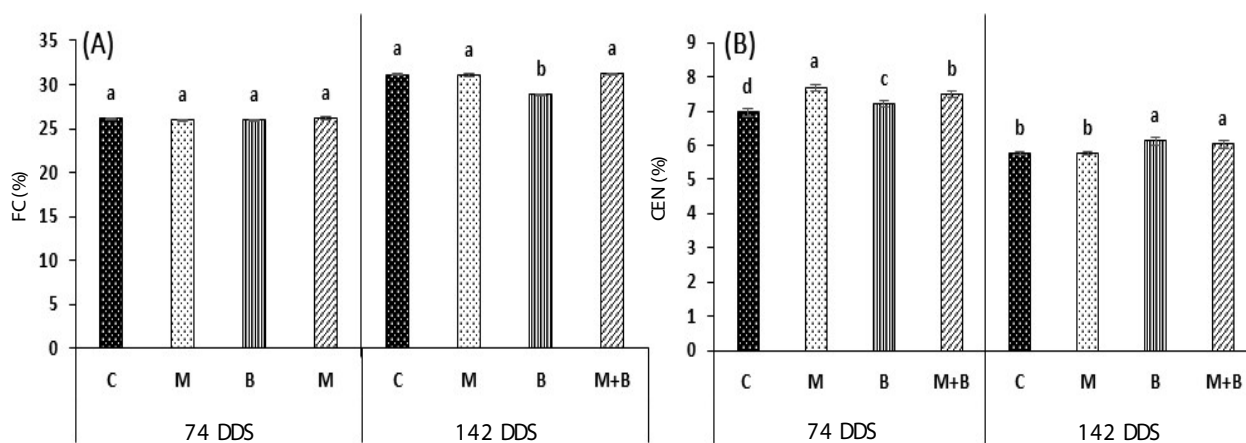 (A)
FC (%)
35
30
25
20
15
10
5
0
a a a a a a b a
C M B M C M B M+B
74 DDS 142 DDS
(B)
CEN (%)
9
8
7
6
5
4
3
2
1
0
d a c b b b a a
C M B M+B C M B M+B
74 DDS 142 DDS